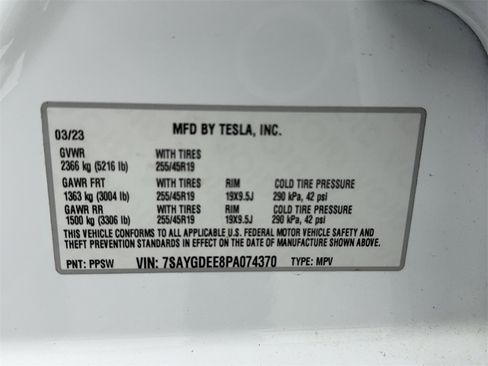 03/23 MFD BY TESLA, INC.
GVWR WITH TIRES
2366 kg (5216 lb) 255/45R19
GAWR FRT WITH TIRES RIM COLD TIRE PRESSURE
1363 kg (3004 lb) 255/45R19 19X9.5J 290 kPa, 42 psi
GAWR RR WITH TIRES RIM COLD TIRE PRESSURE
1500 kg (3306 lb) 255/45R19 19X9.5J 290 kPa, 42 psi
THIS VEHICLE CONFORMS TO ALL APPLICABLE U.S. FEDERAL MOTOR VEHICLE SAFETY AND
THEFT PREVENTION STANDARDS IN EFFECT ON THE DATE OF MANUFACTURE SHOWN ABOVE.
PNT: PPSW VIN: 7SAYGDEE8PA074370 TYPE: MPV